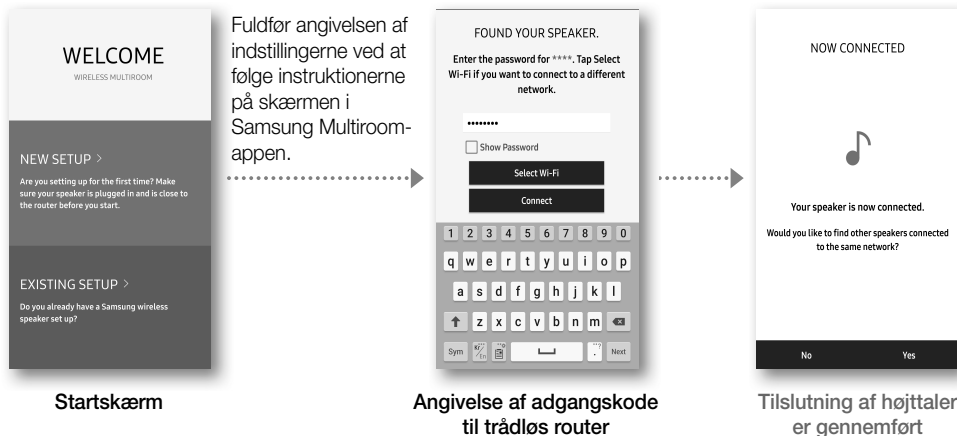 WELCOME
WIRELESS MULTIROOM
NEW SETUP >
Are you setting up for the first time? Make
sure your speaker is plugged in and is close to
the router before you start.
EXISTING SETUP >
Do you already have a Samsung wireless
speaker set up?
Startskærm
Fuldfør angivelsen af
indstillingerne ved at
følge instruktionerne
på skærmen i
Samsung Multiroom-
appen.
FOUND YOUR SPEAKER.
Enter the password for ****. Tap Select
Wi-Fi if you want to connect to a different
network.
••••••••
Show Password
Select Wi-Fi
Connect
1 2 3 4 5 6 7 8 9 0
q w e r t y u i o p
a s d f g h j k l
z x c v b n m
Sym En . Next
Angivelse af adgangskode
til trådløs router
NOW CONNECTED
Your speaker is now connected.
Would you like to find other speakers connected
to the same network?
No Yes
Tilslutning af højttaler
er gennemført